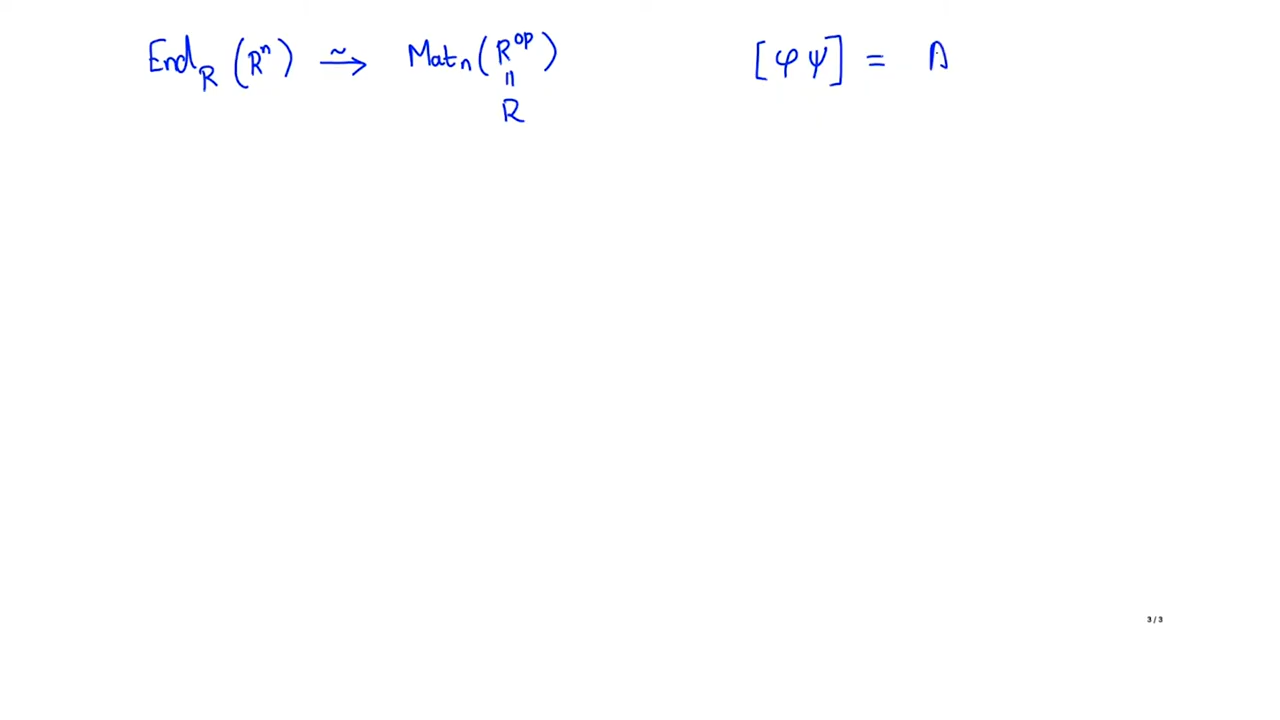 End_R (R^n) ⥲ Mat_n (R^op) [φ ψ] = A
=
R
3 / 3